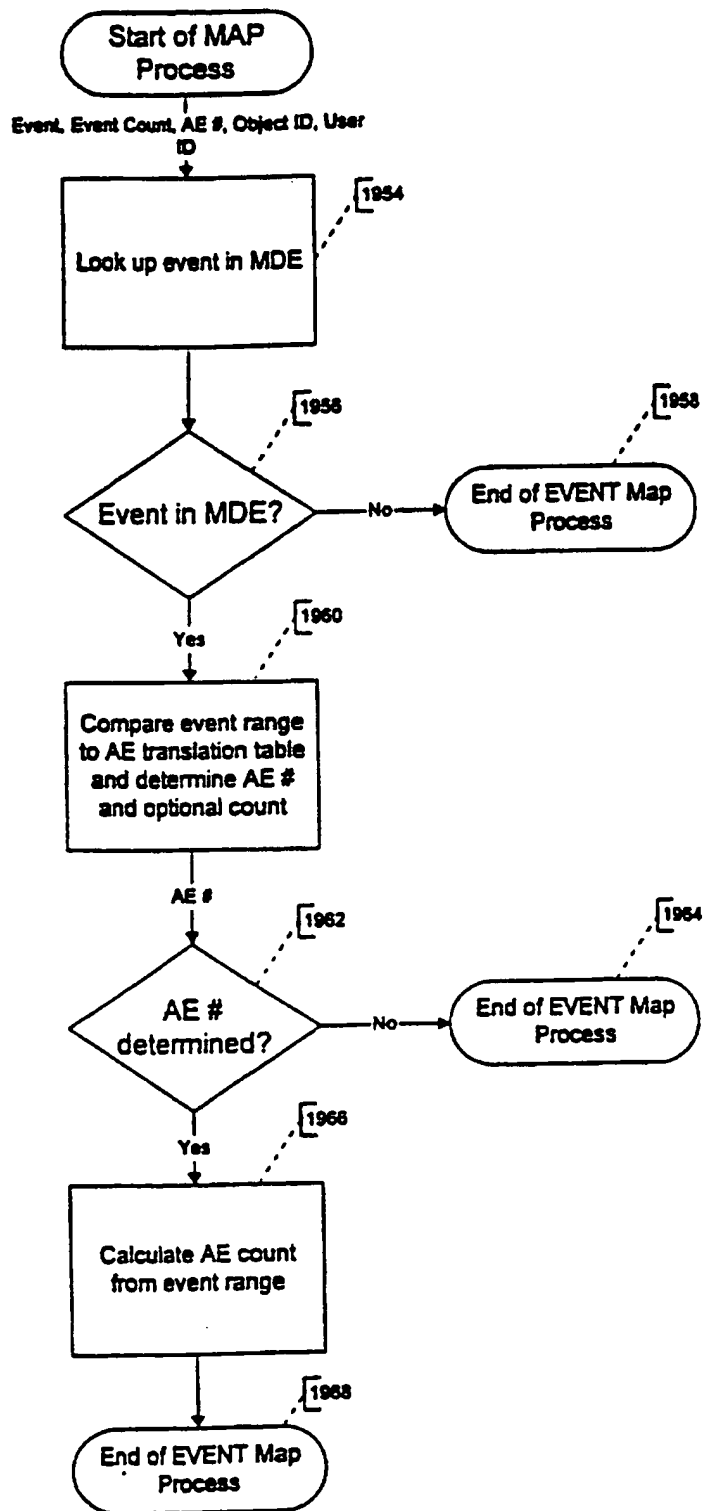 Start of MAP
Process
Event, Event Count, AE #, Object ID, User
ID
1954
Look up event in MDE
1956
1958
Event in MDE?
No
End of EVENT Map
Process
Yes
1960
Compare event range
to AE translation table
and determine AE #
and optional count
AE #
1962
1964
AE #
determined?
No
End of EVENT Map
Process
Yes
1966
Calculate AE count
from event range
1968
End of EVENT Map
Process